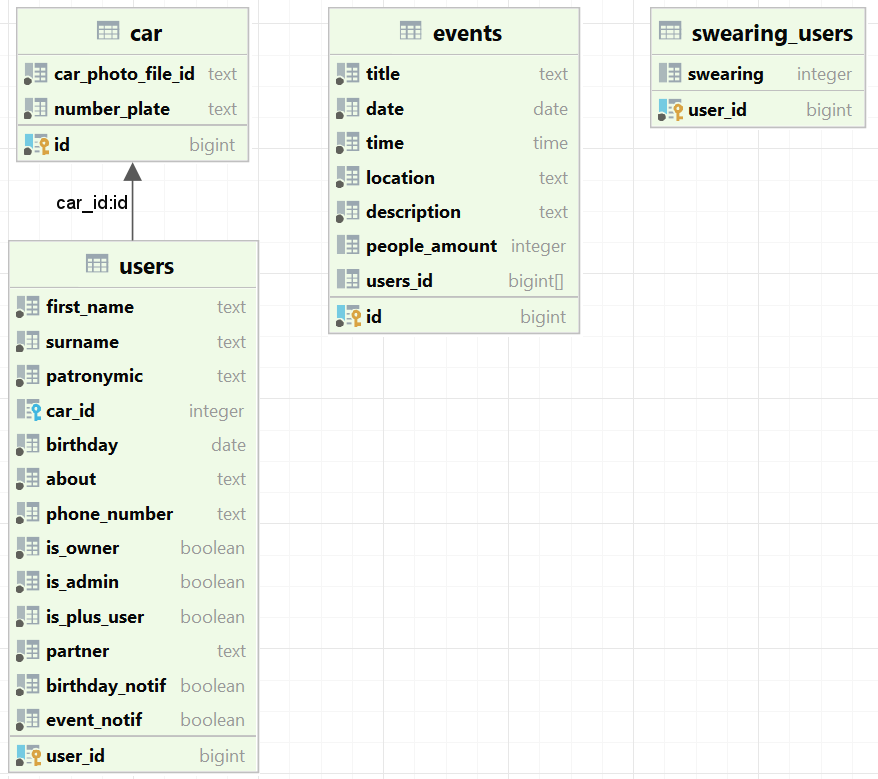 car
car_photo_file_id text
number_plate text
id bigint
car_id:id
users
first_name text
surname text
patronymic text
car_id integer
birthday date
about text
phone_number text
is_owner boolean
is_admin boolean
is_plus_user boolean
partner text
birthday_notif boolean
event_notif boolean
user_id bigint
events
title text
date date
time time
location text
description text
people_amount integer
users_id bigint[]
id bigint
swearing_users
swearing integer
user_id bigint